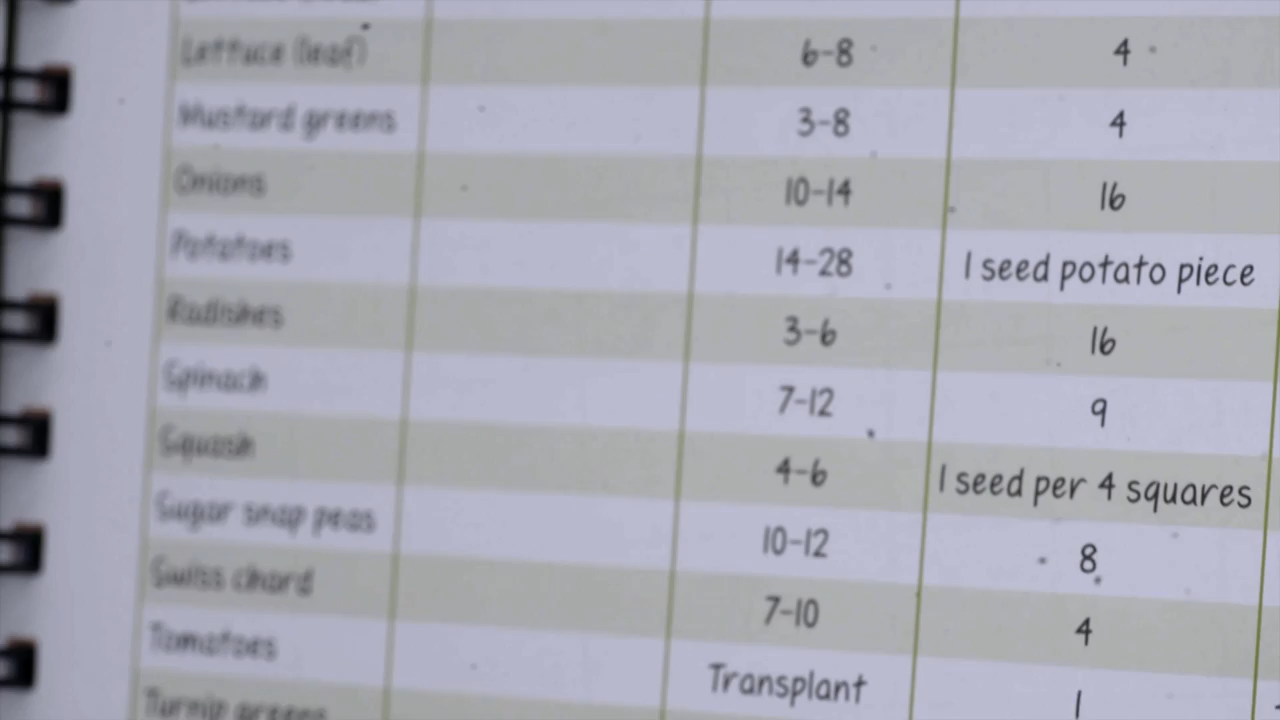 Lettuce (leaf) 6-8 4
Mustard greens 3-8 4
Onions 10-14 16
Potatoes 14-28 1 seed potato piece
Radishes 3-6 16
Spinach 7-12 9
Squash 4-6 1 seed per 4 squares
Sugar snap peas 10-12 8
Swiss chard 7-10 4
Tomatoes Transplant 1
Turnip greens